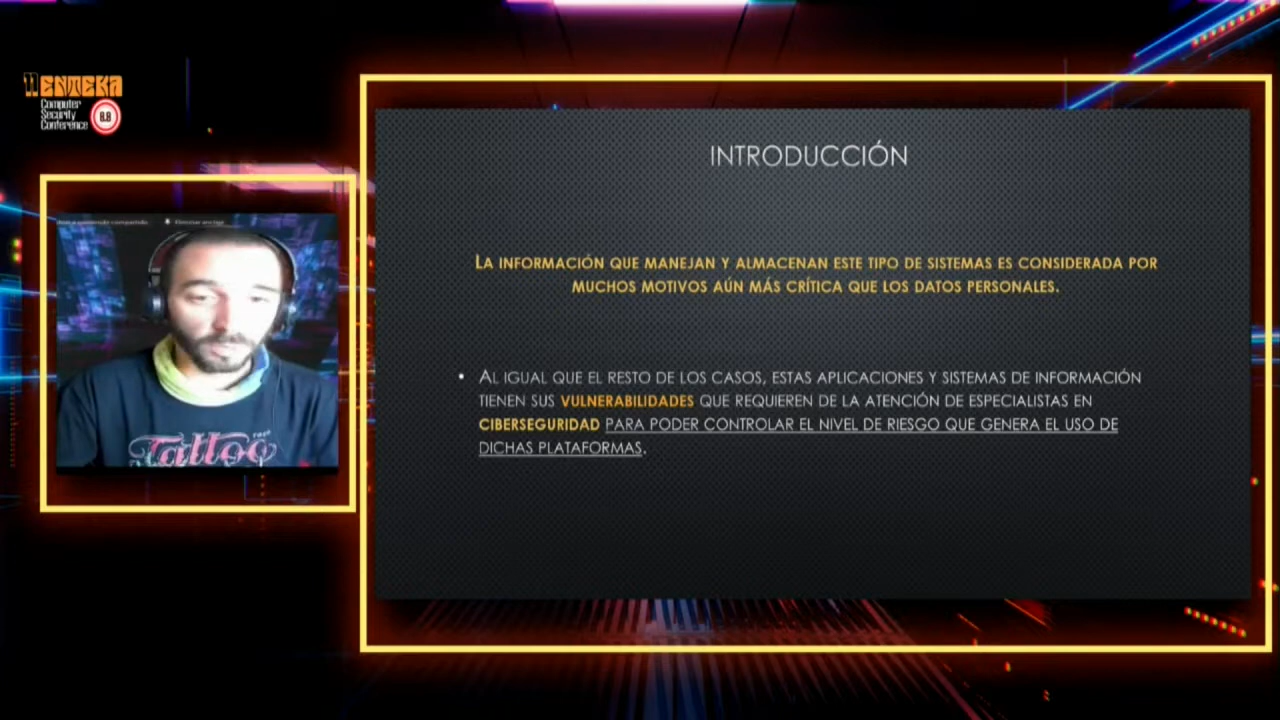 11ENTEKA
Computer
Security
Conference
8.8
INTRODUCCIÓN
LA INFORMACIÓN QUE MANEJAN Y ALMACENAN ESTE TIPO DE SISTEMAS ES CONSIDERADA POR
MUCHOS MOTIVOS AÚN MÁS CRÍTICA QUE LOS DATOS PERSONALES.
• AL IGUAL QUE EL RESTO DE LOS CASOS, ESTAS APLICACIONES Y SISTEMAS DE INFORMACIÓN
TIENEN SUS VULNERABILIDADES QUE REQUIEREN DE LA ATENCIÓN DE ESPECIALISTAS EN
CIBERSEGURIDAD PARA PODER CONTROLAR EL NIVEL DE RIESGO QUE GENERA EL USO DE
DICHAS PLATAFORMAS.
Tattoo